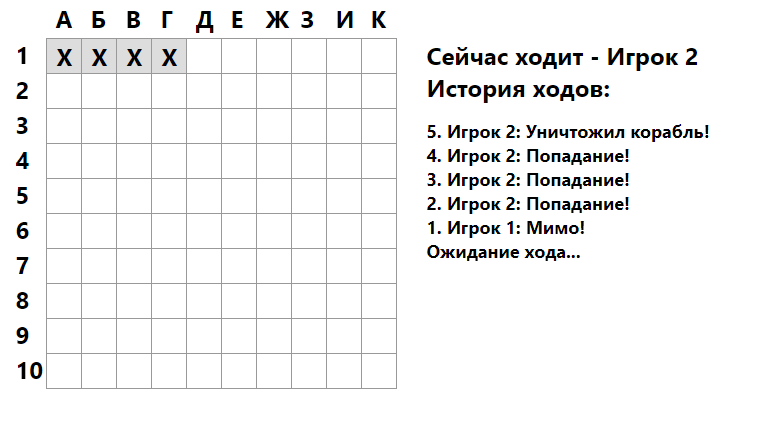 А Б В Г Д Е Ж З И К
1 X X X X
2
3
4
5
6
7
8
9
10
Сейчас ходит - Игрок 2
История ходов:
5. Игрок 2: Уничтожил корабль!
4. Игрок 2: Попадание!
3. Игрок 2: Попадание!
2. Игрок 2: Попадание!
1. Игрок 1: Мимо!
Ожидание хода...